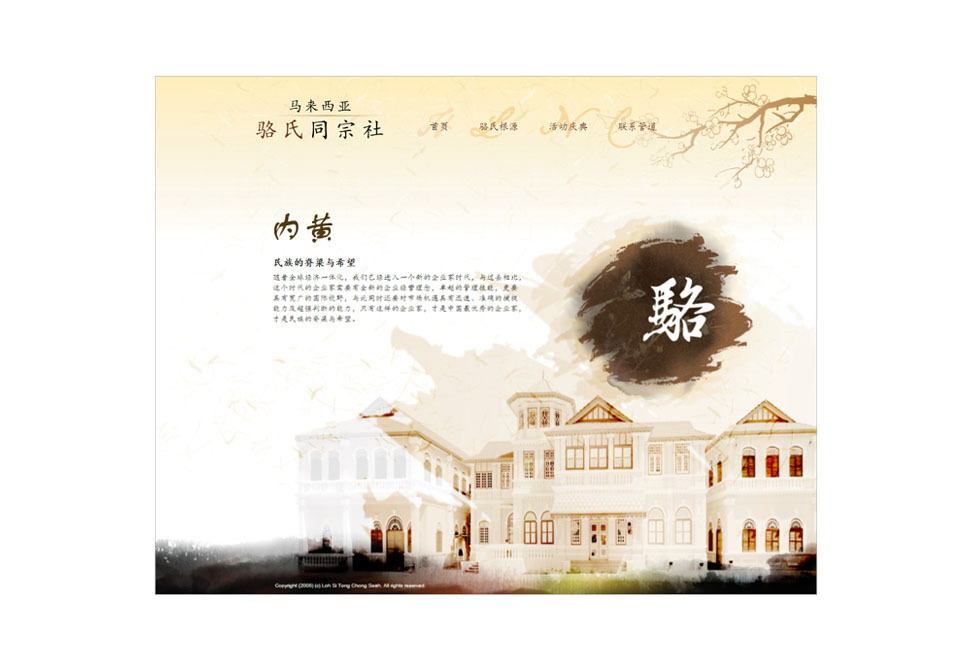 马来西亚
骆氏同宗社
首页 骆氏根源 活动庆典 联系管道
内黄
民族的脊梁与希望
随着全球经济一体化，我们已经进入一个新的企业家时代，与过去相比，
这个时代的企业家需要有全新的企业经营理念，卓越的管理技能，更要
具有宽广的国际视野，与此同时还要对市场机遇具有迅速、准确的捕捉
能力及超强判断的能力，只有这样的企业家，才是中国最优秀的企业家，
才是民族的脊梁与希望。
駱
Copyright (2005) (c) Loh Si Tong Chong Seah. All rights reserved.